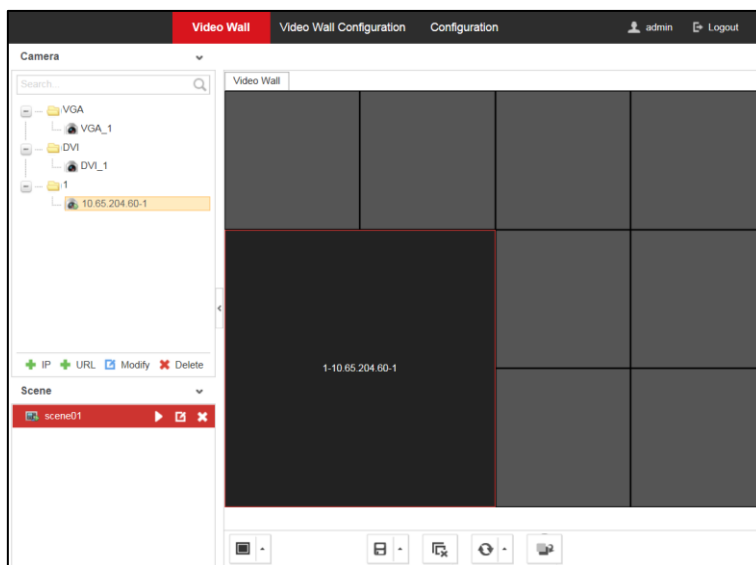 Video Wall Video Wall Configuration Configuration admin Logout
Camera
Search...
VGA
VGA_1
DVI
DVI_1
1
10.65.204.60-1
IP URL Modify Delete
Scene
scene01
Video Wall
1-10.65.204.60-1
2